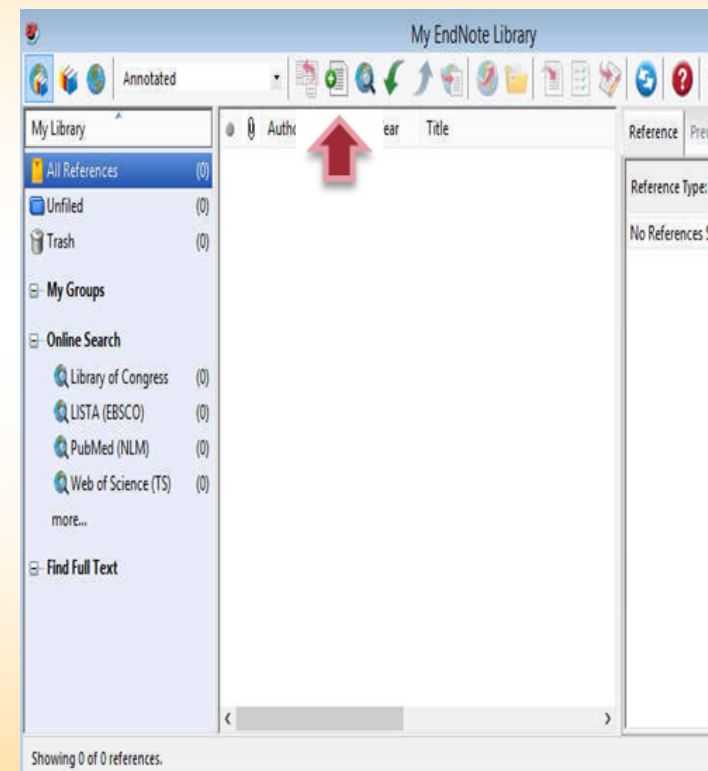 My EndNote Library
Annotated
My Library
Title
Reference
All References (0)
Unfiled (0)
Trash (0)
My Groups
Online Search
Library of Congress (0)
LISTA (EBSCO) (0)
PubMed (NLM) (0)
Web of Science (TS) (0)
more...
Find Full Text
Reference Type:
No References
Showing 0 of 0 references.